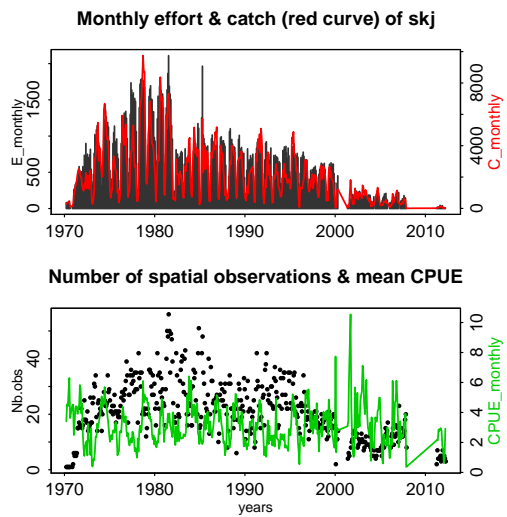 Monthly effort & catch (red curve) of skj
E_monthly
0 500 1500
C_monthly
0 4000 8000
1970 1980 1990 2000 2010
Number of spatial observations & mean CPUE
Nb.obs
0 20 40
CPUE_monthly
0 2 4 6 8 10
1970 1980 1990 2000 2010
years